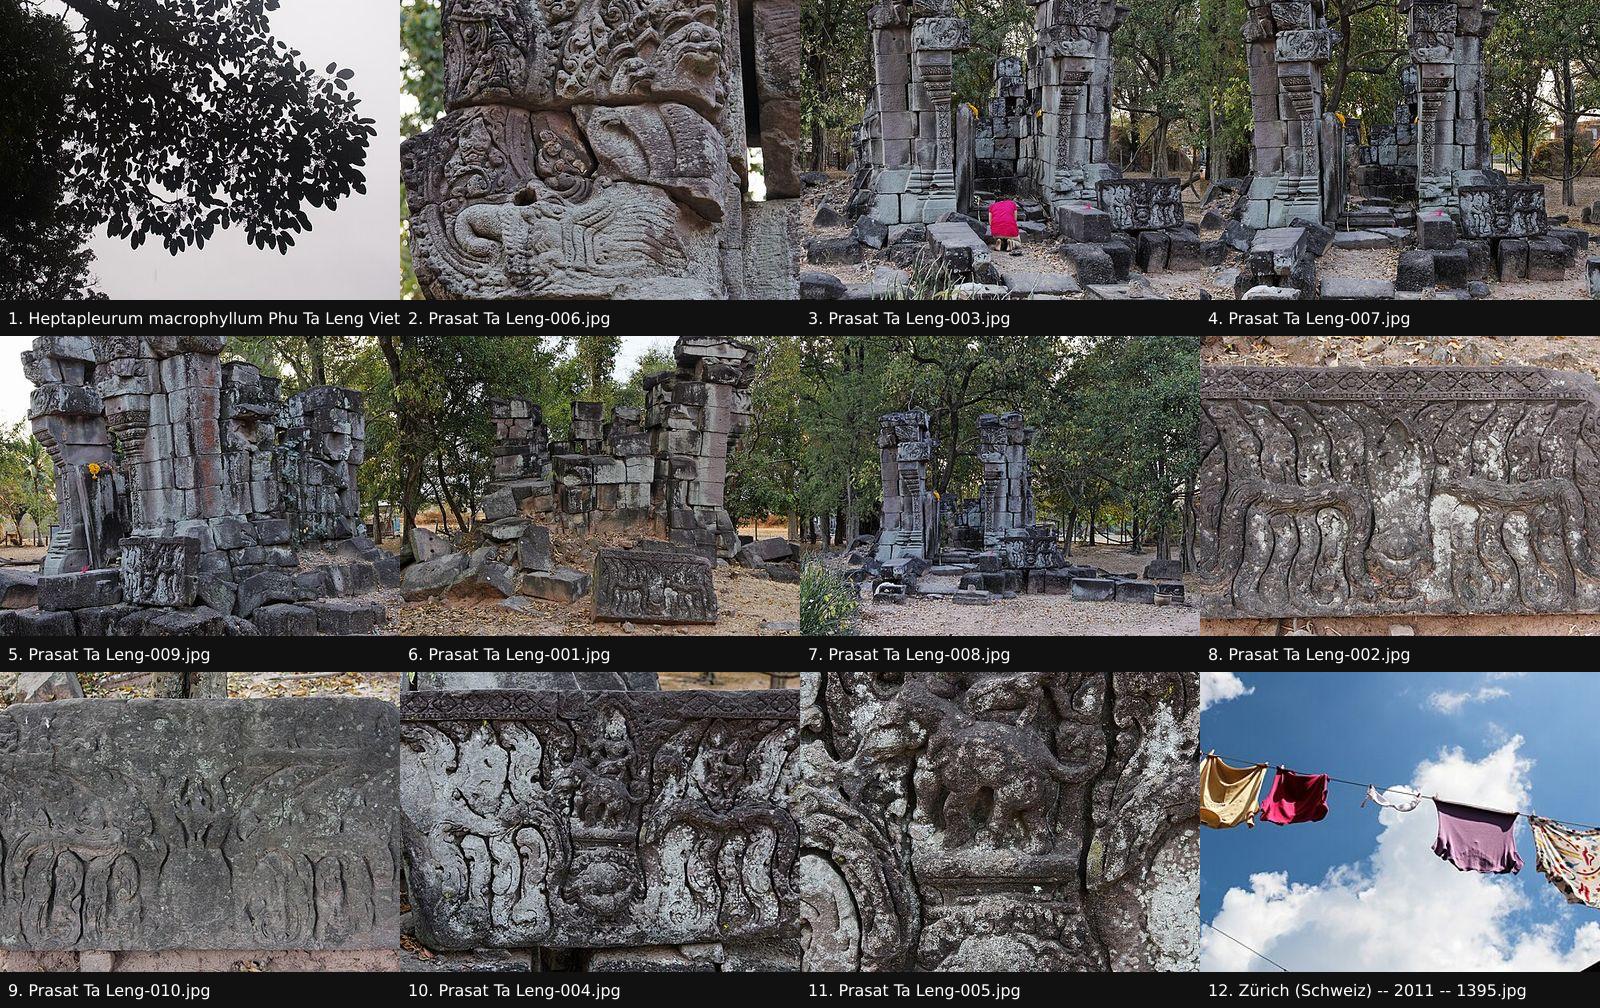 1. Heptapleurum macrophyllum Phu Ta Leng Viet
2. Prasat Ta Leng-006.jpg
3. Prasat Ta Leng-003.jpg
4. Prasat Ta Leng-007.jpg
5. Prasat Ta Leng-009.jpg
6. Prasat Ta Leng-001.jpg
7. Prasat Ta Leng-008.jpg
8. Prasat Ta Leng-002.jpg
9. Prasat Ta Leng-010.jpg
10. Prasat Ta Leng-004.jpg
11. Prasat Ta Leng-005.jpg
12. Zürich (Schweiz) -- 2011 -- 1395.jpg